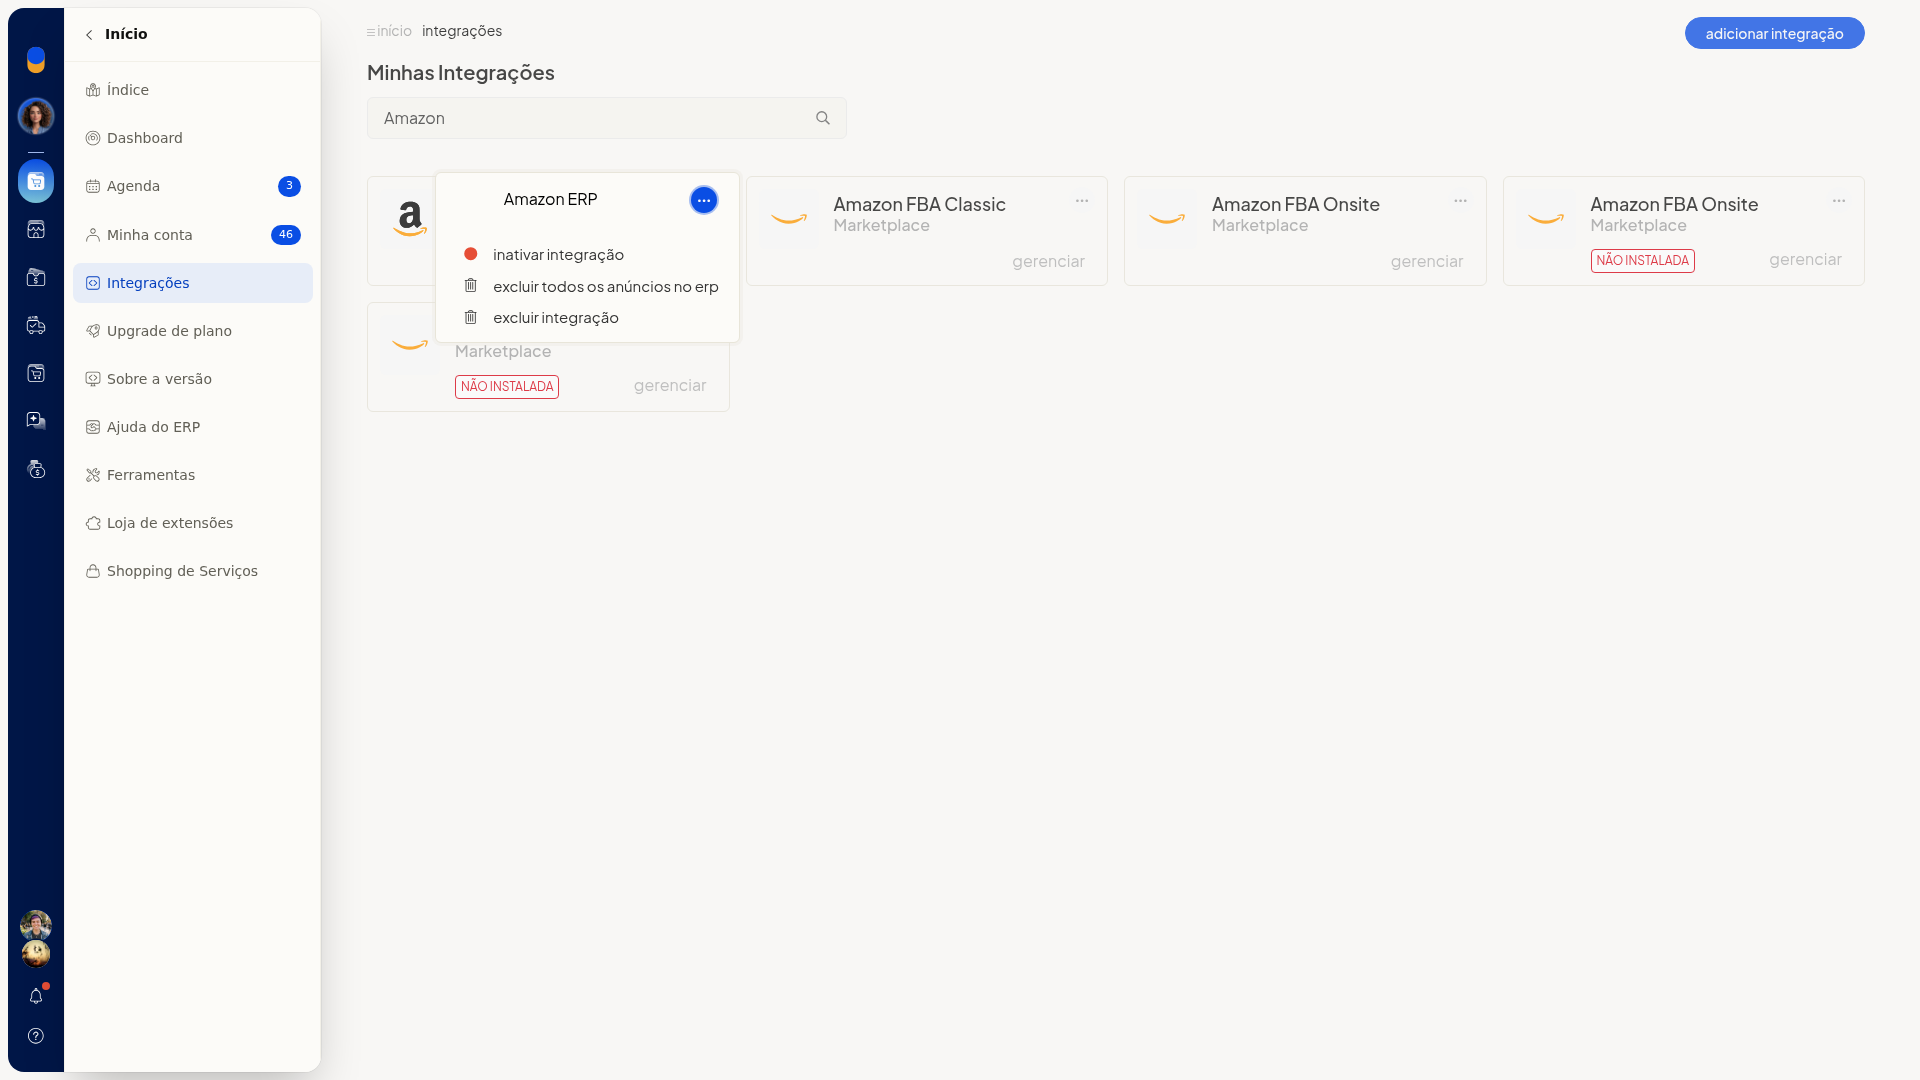 Início
Índice
Dashboard
Agenda
3
Minha conta
46
Integrações
Upgrade de plano
Sobre a versão
Ajuda do ERP
Ferramentas
Loja de extensões
Shopping de Serviços
início integrações
adicionar integração
Minhas Integrações
Amazon
Amazon ERP
inativar integração
excluir todos os anúncios no erp
excluir integração
Amazon FBA Classic
Marketplace
gerenciar
Amazon FBA Onsite
Marketplace
gerenciar
Amazon FBA Onsite
Marketplace
NÃO INSTALADA
gerenciar
Marketplace
NÃO INSTALADA
gerenciar